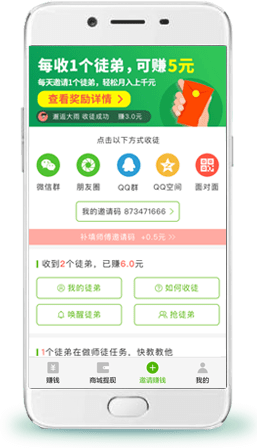 每收1个徒弟，可赚5元
每天邀请1个徒弟，轻松月入上千元
查看奖励详情 ▶
邂逅大雨 收徒成功 赚3.0元
点击以下方式收徒
微信群 朋友圈 QQ群 QQ空间 面对面
我的邀请码 873471666 >
补填师傅邀请码 +0.5元 >>
收到2个徒弟，已赚6.0元
我的徒弟 如何收徒
唤醒徒弟 抢徒弟
1个徒弟在做师徒任务，快教教他
赚钱 商城提现 邀请赚钱 我的